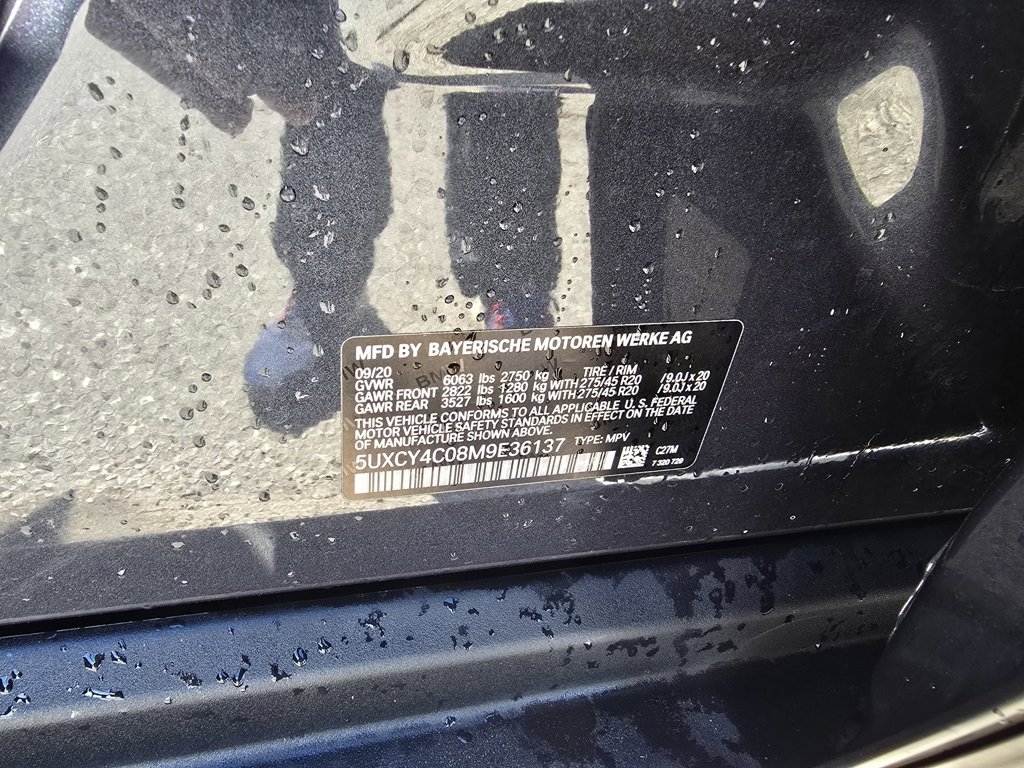 MFD BY BAYERISCHE MOTOREN WERKE AG
09/20 TIRE / RIM
GVWR 6063 lbs 2750 kg
GAWR FRONT 2822 lbs 1280 kg WITH 275/45 R20 / 9.0J x 20
GAWR REAR 3527 lbs 1600 kg WITH 275/45 R20 / 9.0J x 20
THIS VEHICLE CONFORMS TO ALL APPLICABLE U.S. FEDERAL
MOTOR VEHICLE SAFETY STANDARDS IN EFFECT ON THE DATE
OF MANUFACTURE SHOWN ABOVE.
5UXCY4C08M9E36137 TYPE: MPV
C27M
7 320 729